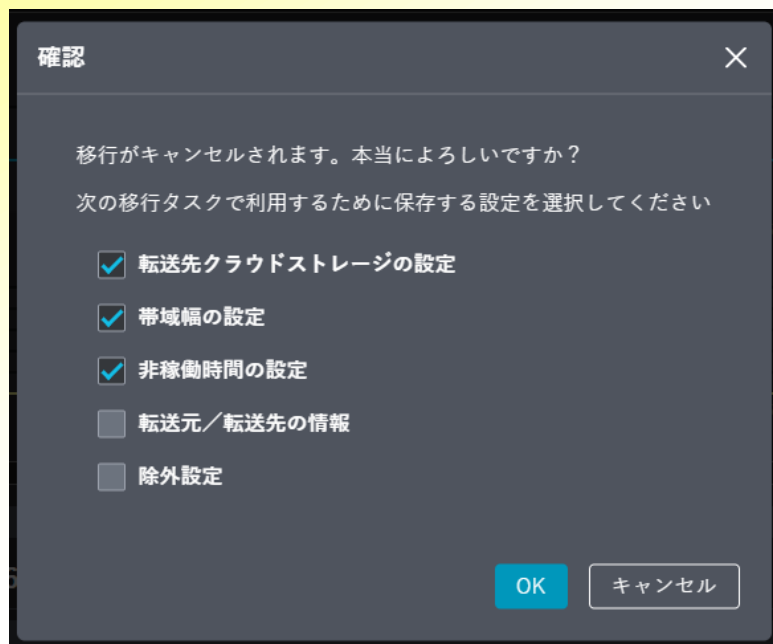 確認
移行がキャンセルされます。本当によろしいですか？
次の移行タスクで利用するために保存する設定を選択してください
転送先クラウドストレージの設定
帯域幅の設定
非稼働時間の設定
転送元／転送先の情報
除外設定
OK
キャンセル